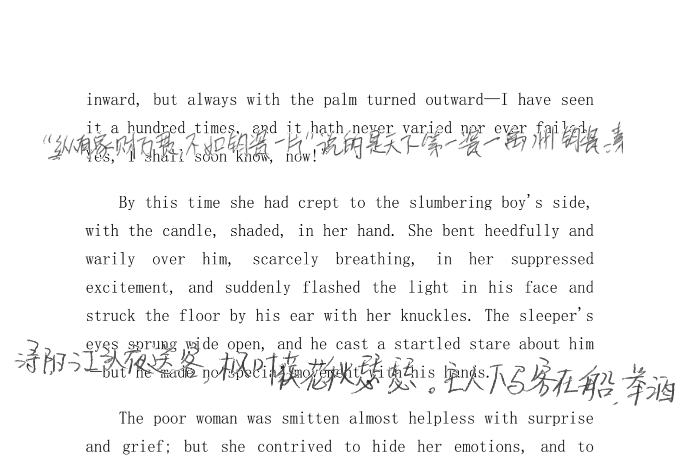 inward, but always with the palm turned outward—I have seen
it a hundred times, and it hath never varied nor ever failed.
“纵有家财万贯,不如钧瓷一片”说的是天下第一瓷—禹州钧瓷,素
Yes, I shall soon know, now!”
By this time she had crept to the slumbering boy's side,
with the candle, shaded, in her hand. She bent heedfully and
warily over him, scarcely breathing, in her suppressed
excitement, and suddenly flashed the light in his face and
struck the floor by his ear with her knuckles. The sleeper's
eyes sprung wide open, and he cast a startled stare about him
浔阳江头夜送客,枫叶荻花秋瑟瑟。主人下马客在船,举酒
—but he made no special movement with his hands.
The poor woman was smitten almost helpless with surprise
and grief; but she contrived to hide her emotions, and to